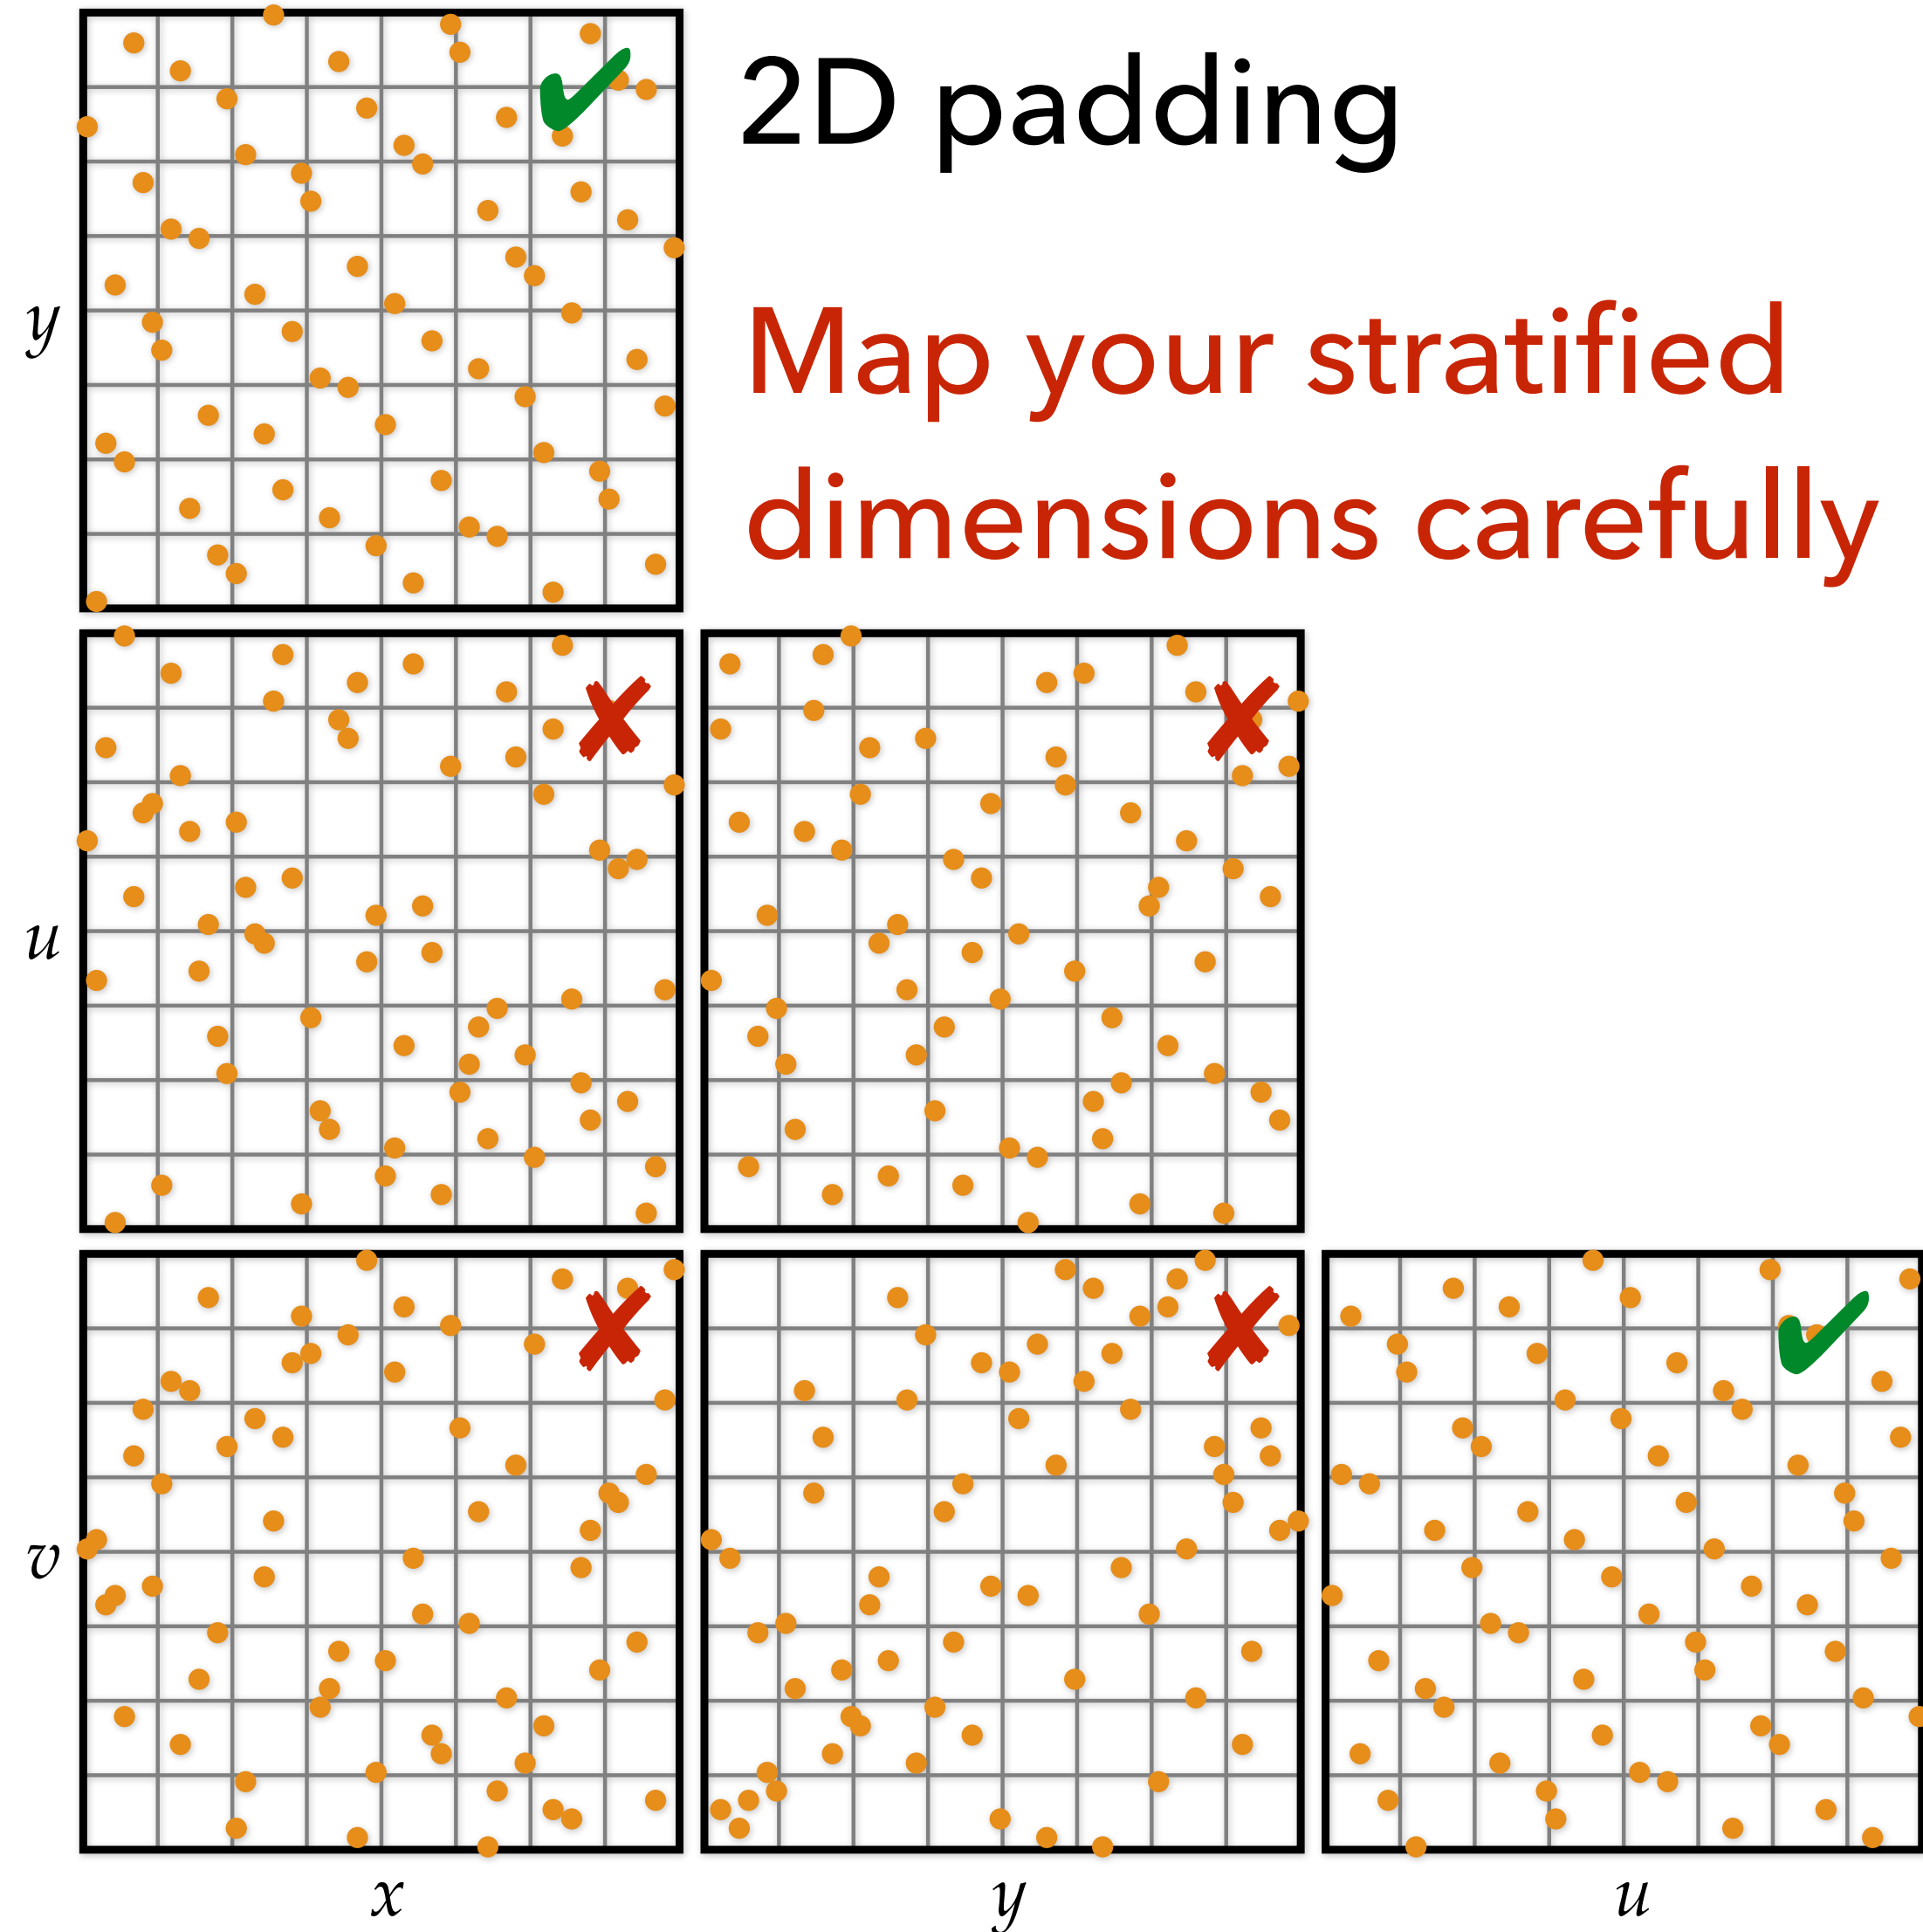 2D padding
Map your stratified
dimensions carefully
y
u
v
x
y
u